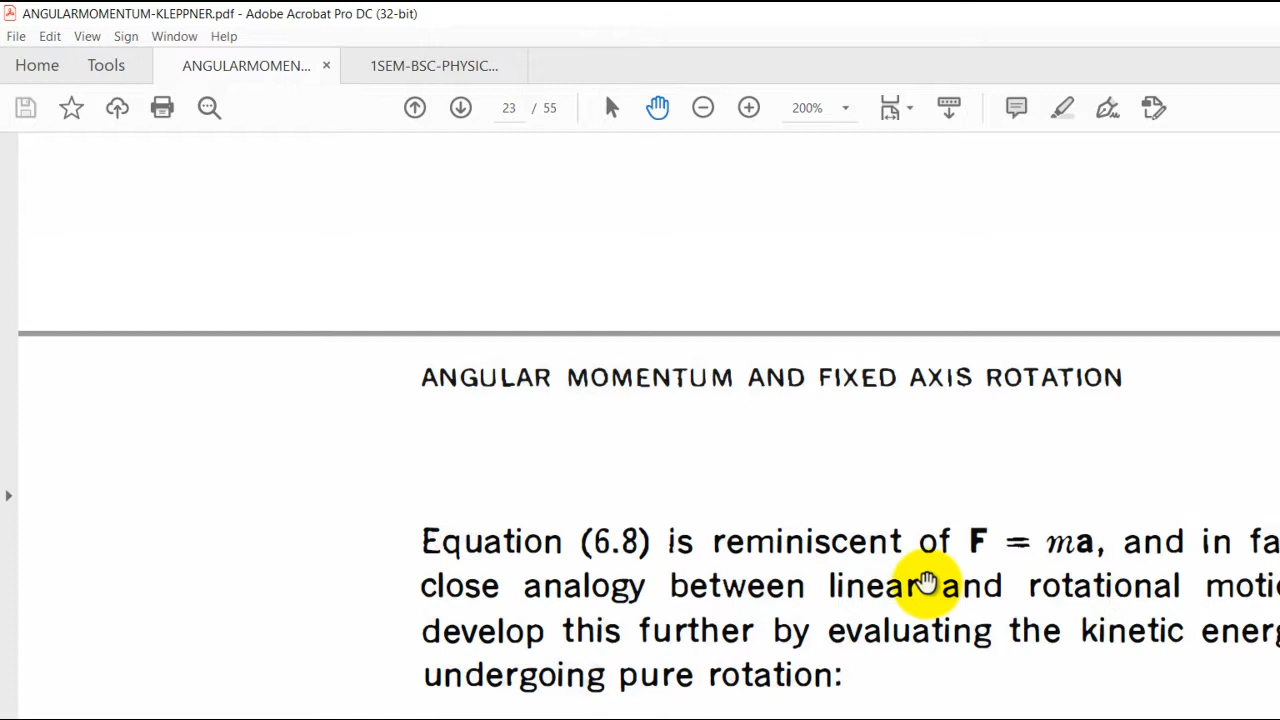 ANGULARMOMENTUM-KLEPPNER.pdf - Adobe Acrobat Pro DC (32-bit)
File Edit View Sign Window Help
Home Tools ANGULARMOMEN... × 1SEM-BSC-PHYSIC...
23 / 55 200%
ANGULAR MOMENTUM AND FIXED AXIS ROTATION
Equation (6.8) is reminiscent of F = ma, and in fa
close analogy between linear and rotational moti
develop this further by evaluating the kinetic energ
undergoing pure rotation: